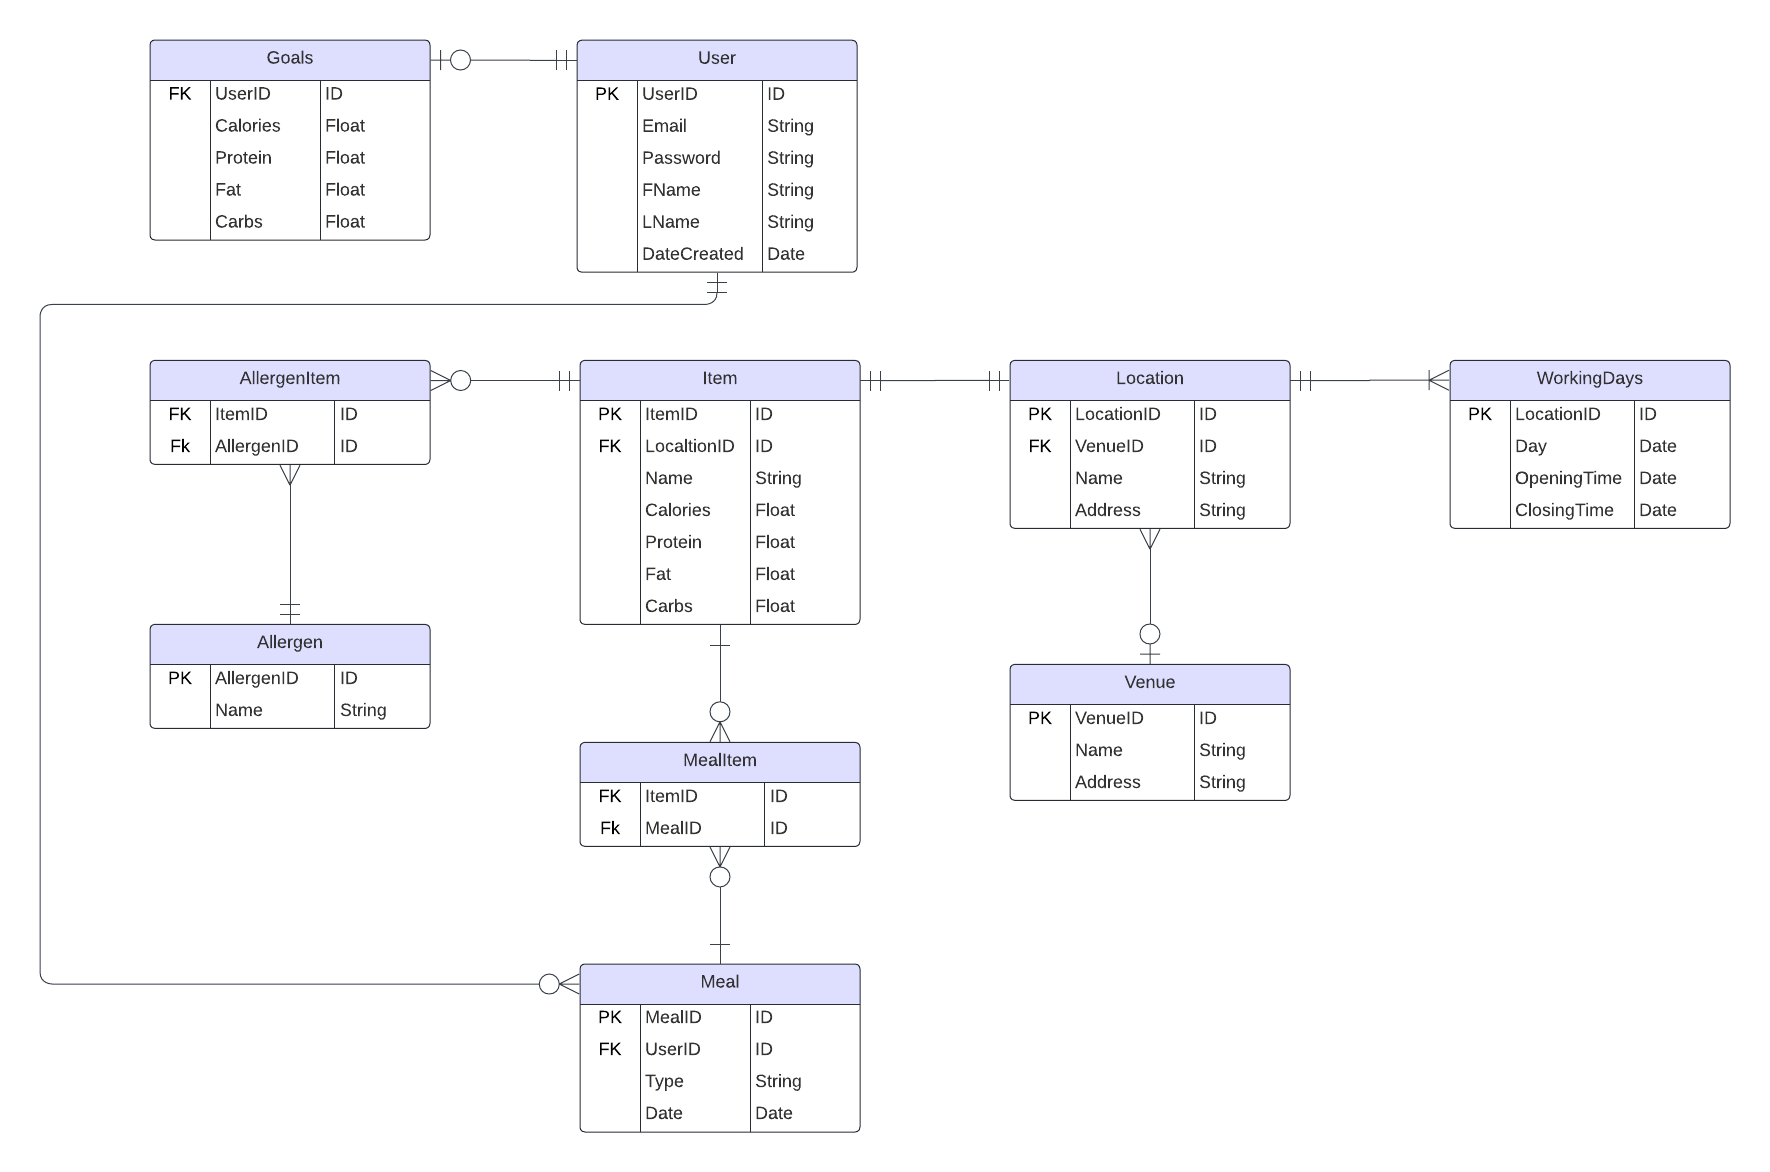 Goals
FK UserID ID
Calories Float
Protein Float
Fat Float
Carbs Float
User
PK UserID ID
Email String
Password String
FName String
LName String
DateCreated Date
AllergenItem
FK ItemID ID
Fk AllergenID ID
Item
PK ItemID ID
FK LocaltionID ID
Name String
Calories Float
Protein Float
Fat Float
Carbs Float
Location
PK LocationID ID
FK VenueID ID
Name String
Address String
WorkingDays
PK LocationID ID
Day Date
OpeningTime Date
ClosingTime Date
Allergen
PK AllergenID ID
Name String
Venue
PK VenueID ID
Name String
Address String
MealItem
FK ItemID ID
Fk MealID ID
Meal
PK MealID ID
FK UserID ID
Type String
Date Date